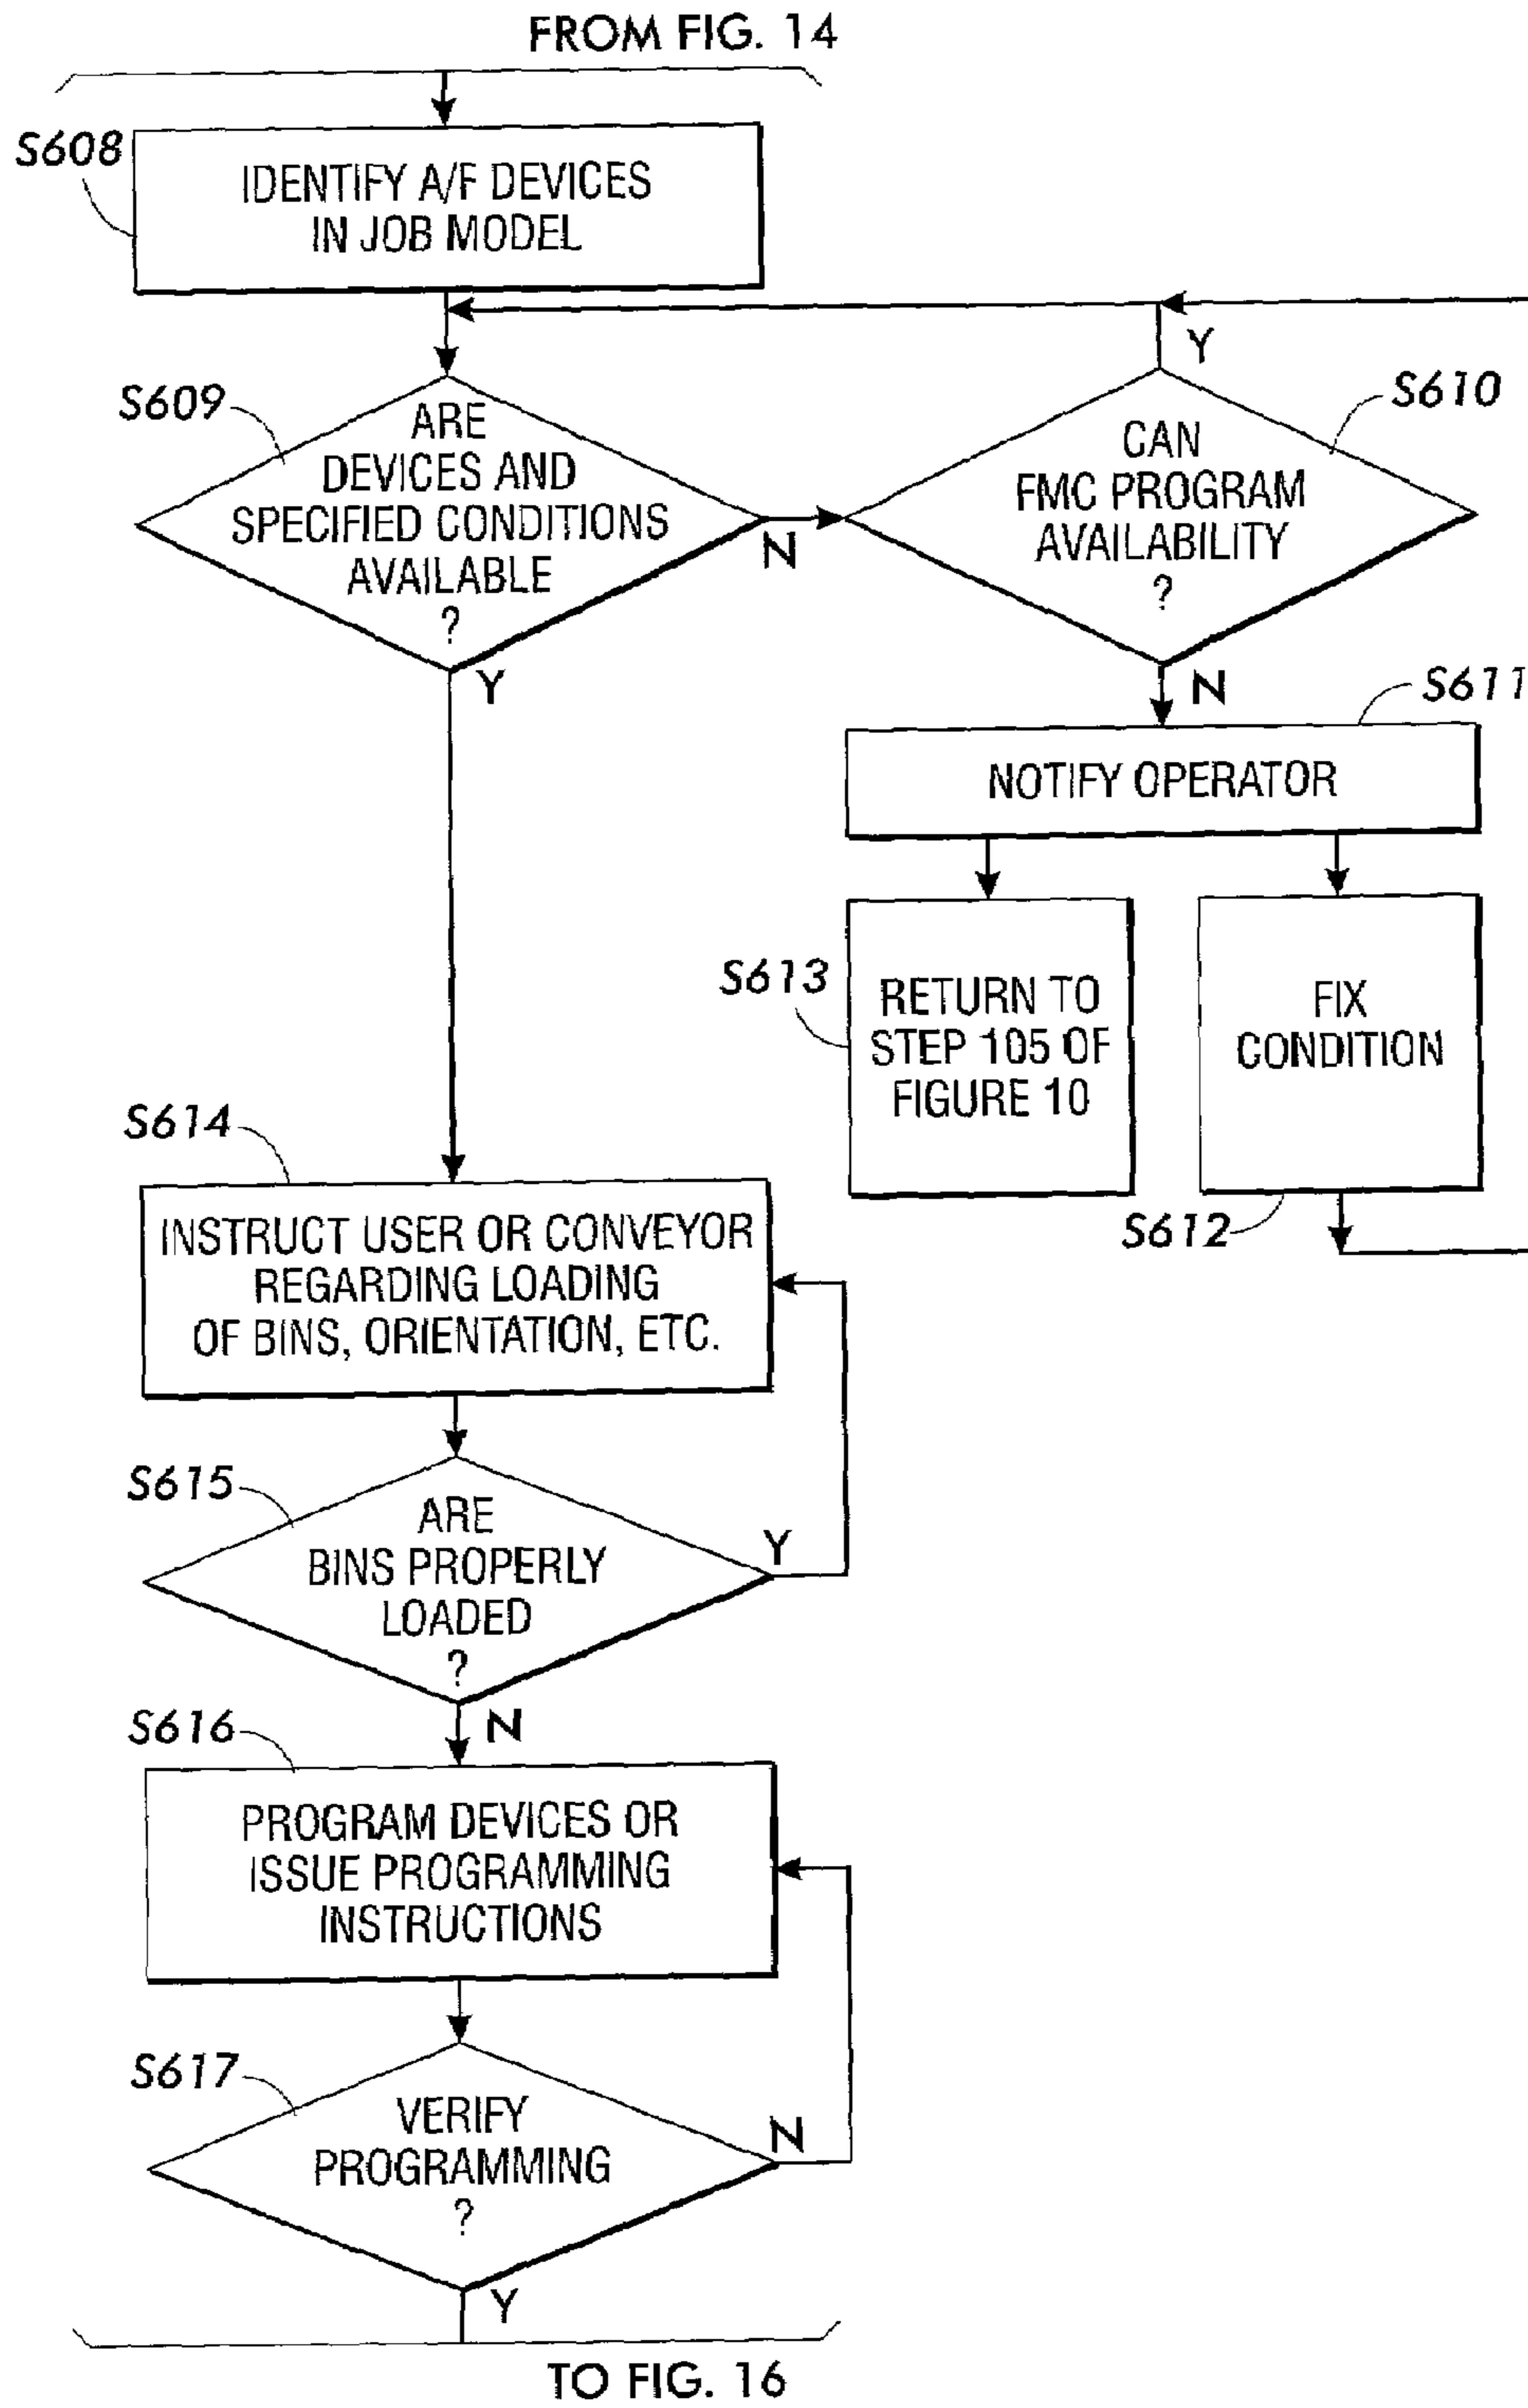 FROM FIG. 14
S608
IDENTIFY A/F DEVICES
IN JOB MODEL
Y
S609
ARE
DEVICES AND
SPECIFIED CONDITIONS
AVAILABLE
?
N
Y
S610
CAN
FMC PROGRAM
AVAILABILITY
?
N
S611
NOTIFY OPERATOR
S613
RETURN TO
STEP 105 OF
FIGURE 10
FIX
CONDITION
S612
S614
INSTRUCT USER OR CONVEYOR
REGARDING LOADING
OF BINS, ORIENTATION, ETC.
S615
ARE
BINS PROPERLY
LOADED
?
Y
N
S616
PROGRAM DEVICES OR
ISSUE PROGRAMMING
INSTRUCTIONS
S617
VERIFY
PROGRAMMING
?
N
Y
TO FIG. 16